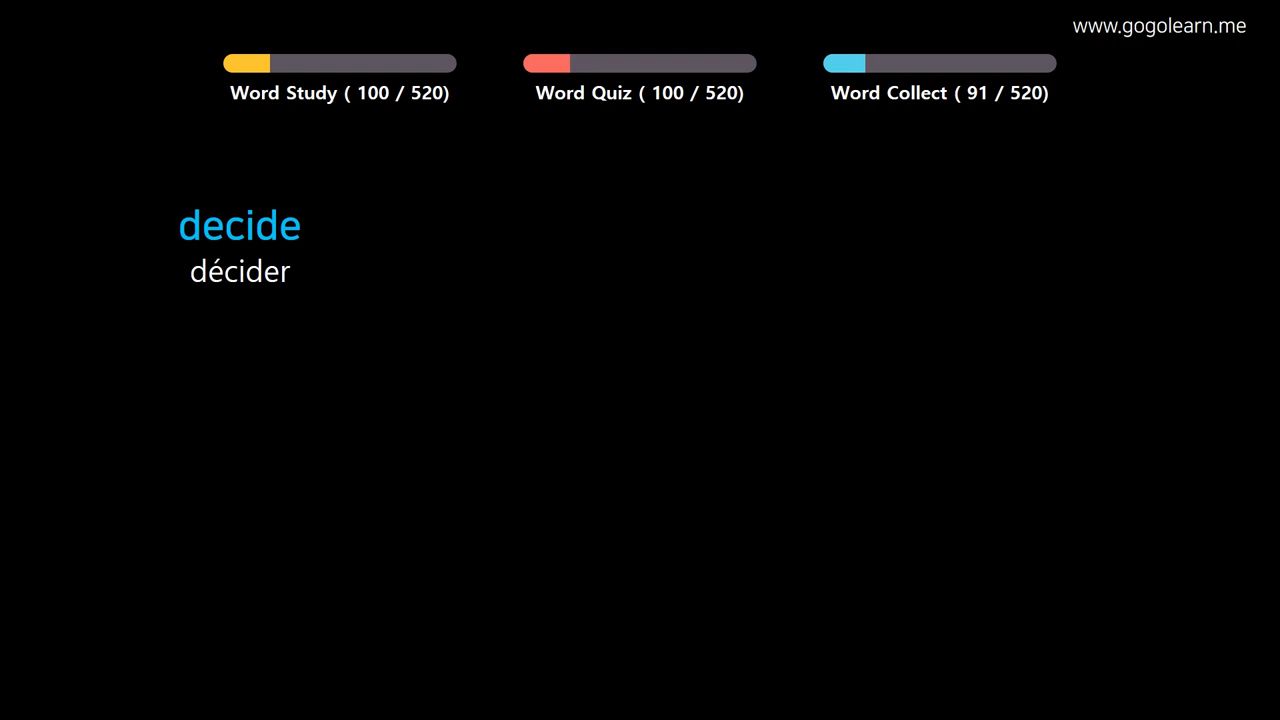 www.gogolearn.me
Word Study ( 100 / 520)
Word Quiz ( 100 / 520)
Word Collect ( 91 / 520)
decide
décider